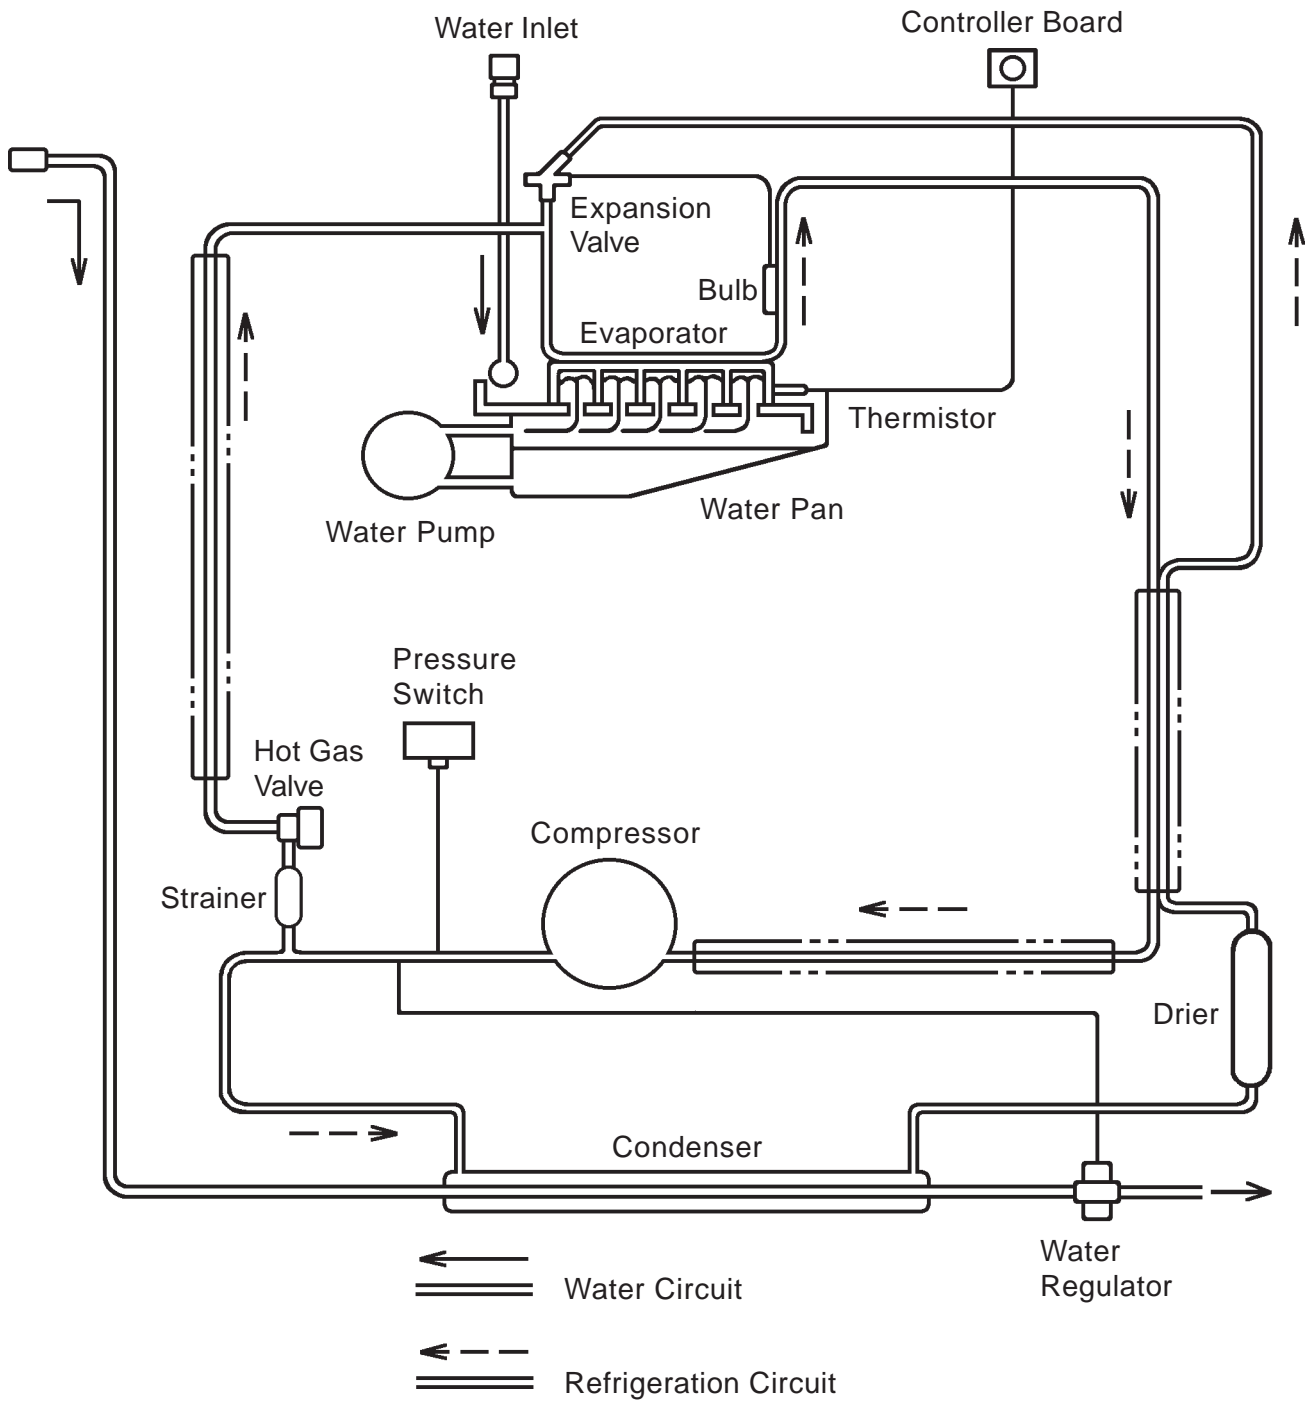 Water Inlet
Controller Board
Expansion
Valve
Bulb
Evaporator
Thermistor
Water Pan
Water Pump
Pressure
Switch
Hot Gas
Valve
Compressor
Strainer
Drier
Condenser
Water
Regulator
Water Circuit
Refrigeration Circuit